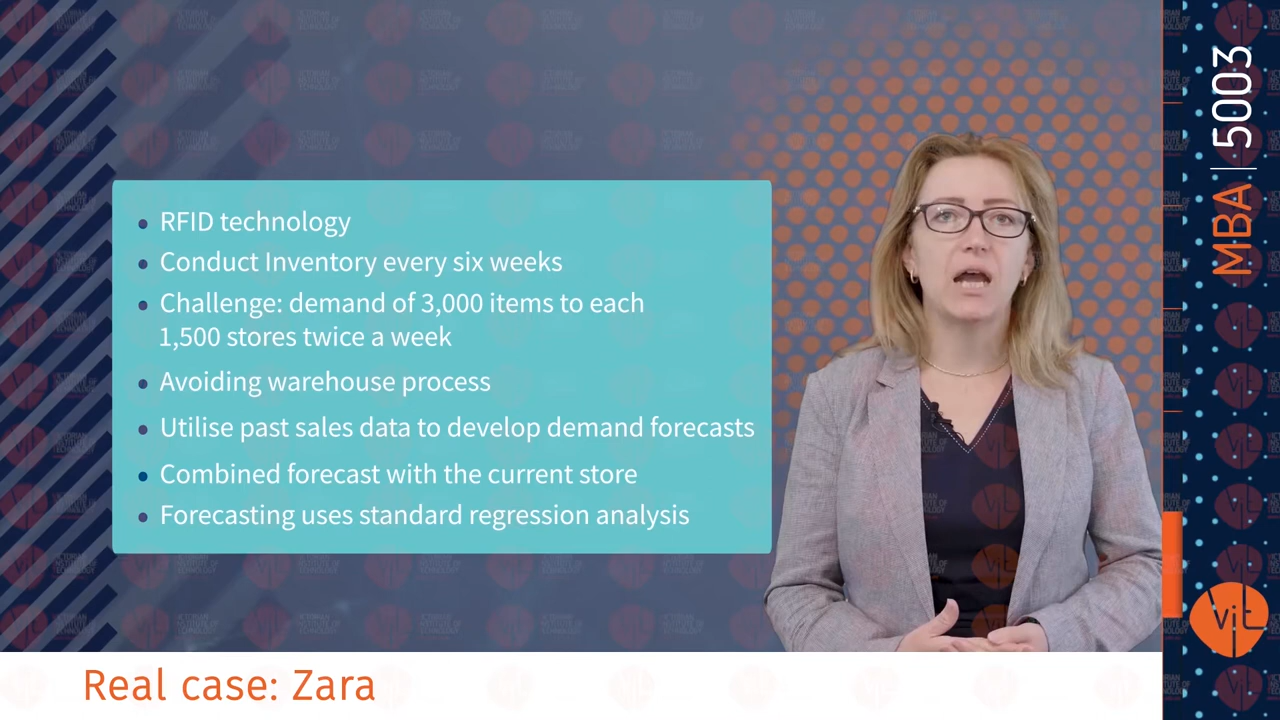 RFID technology
Conduct Inventory every six weeks
Challenge: demand of 3,000 items to each
1,500 stores twice a week
Avoiding warehouse process
Utilise past sales data to develop demand forecasts
Combined forecast with the current store
Forecasting uses standard regression analysis
Real case: Zara
MBA | 5003
vit